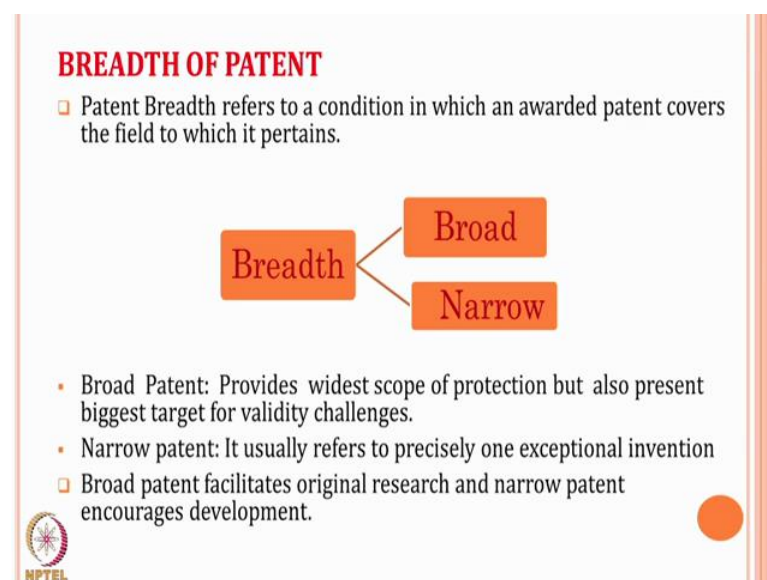 BREADTH OF PATENT
Patent Breadth refers to a condition in which an awarded patent covers
the field to which it pertains.
Broad
Breadth
Narrow
Broad Patent: Provides widest scope of protection but also present
biggest target for validity challenges.
Narrow patent: It usually refers to precisely one exceptional invention
Broad patent facilitates original research and narrow patent
encourages development.
NPTEL